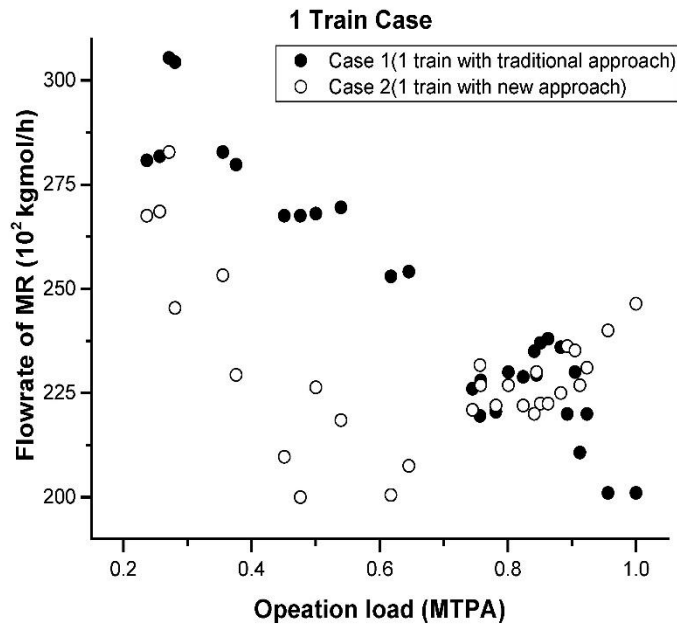 1 Train Case
Case 1(1 train with traditional approach)
Case 2(1 train with new approach)
Flowrate of MR (10² kgmol/h)
300
275
250
225
200
0.2 0.4 0.6 0.8 1.0
Opeation load (MTPA)